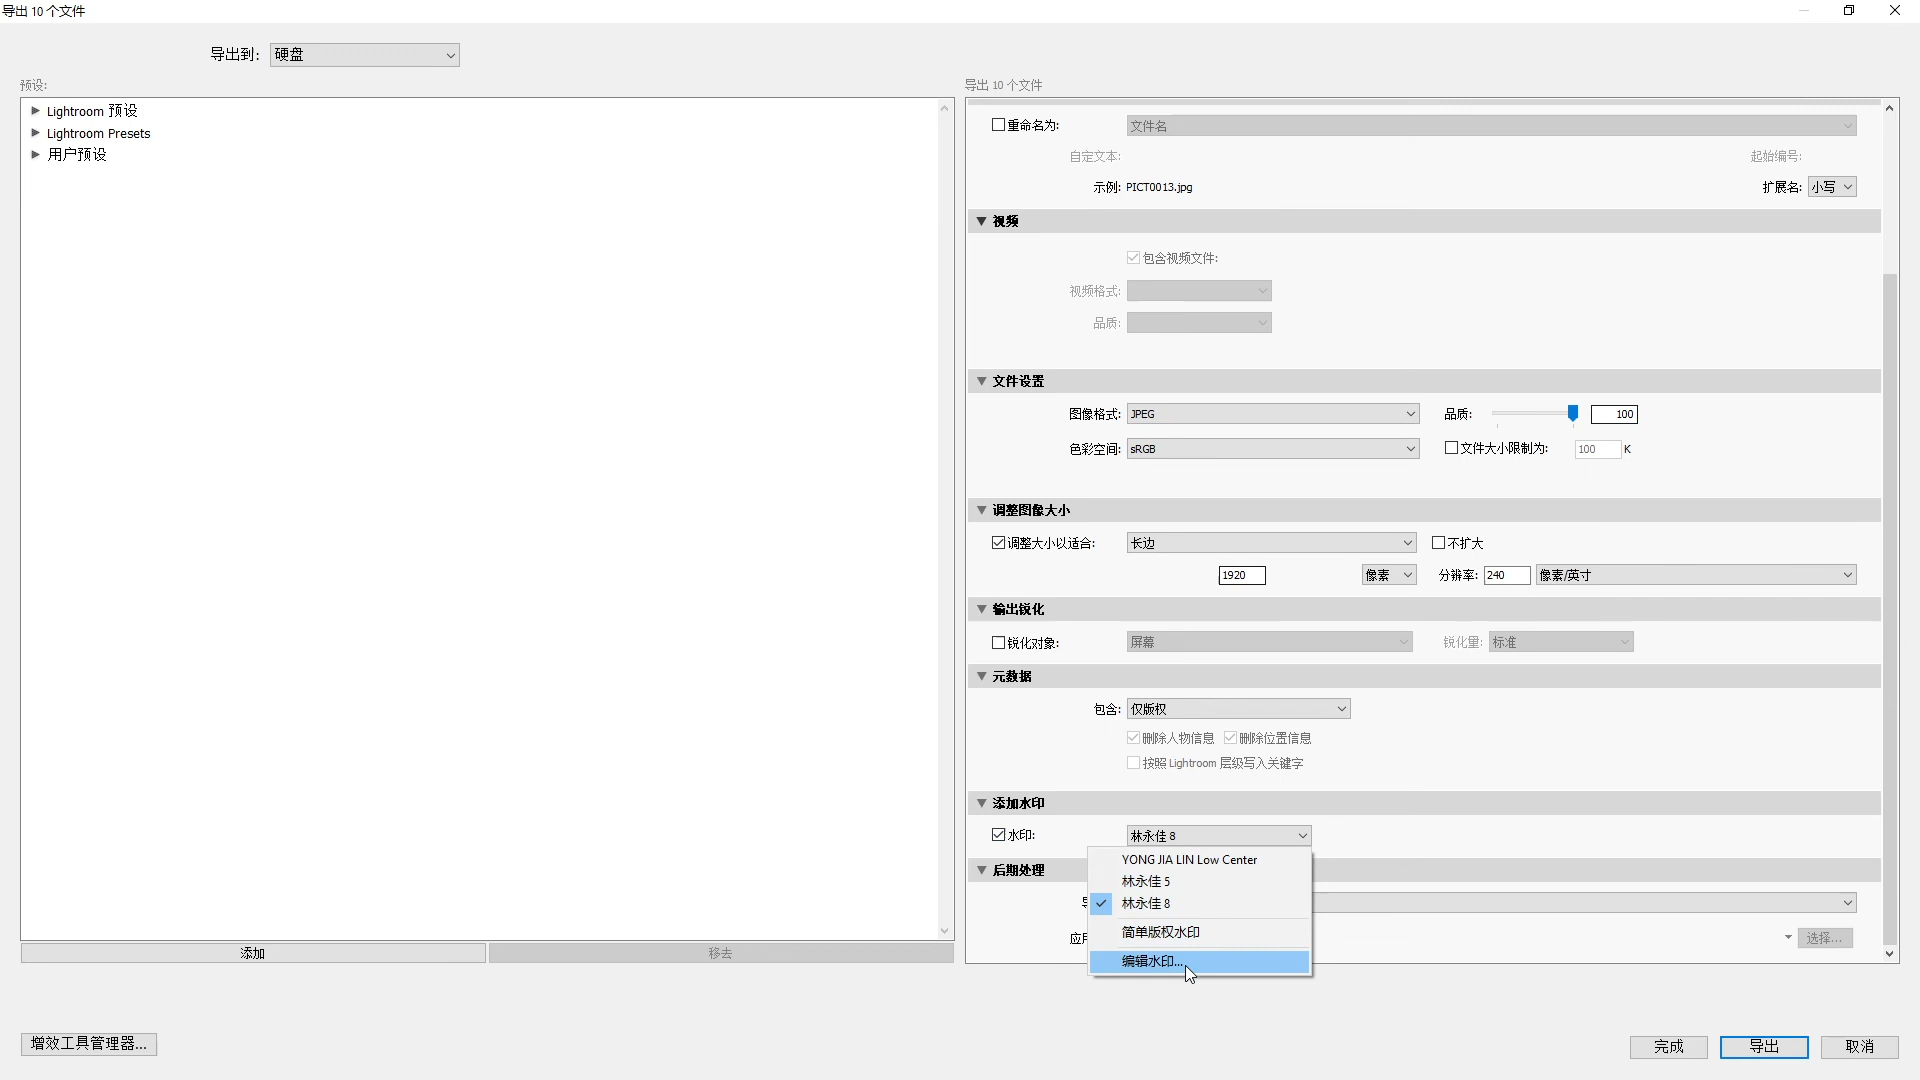 导出 10 个文件
导出到: 硬盘
预设:
Lightroom 预设
Lightroom Presets
用户预设
添加
移去
导出 10 个文件
重命名为: 文件名
自定文本: 起始编号:
示例: PICT0013.jpg 扩展名: 小写
视频
包含视频文件:
视频格式:
品质:
文件设置
图像格式: JPEG 品质: 100
色彩空间: sRGB 文件大小限制为: 100 K
调整图像大小
调整大小以适合: 长边 不扩大
1920 像素 分辨率: 240 像素/英寸
输出锐化
锐化对象: 屏幕 锐化量: 标准
元数据
包含: 仅版权
删除人物信息 删除位置信息
按照 Lightroom 层级写入关键字
添加水印
水印: 林永佳 8
YONG JIA LIN Low Center
林永佳 5
林永佳 8
简单版权水印
编辑水印...
后期处理
选择...
增效工具管理器...
完成 导出 取消